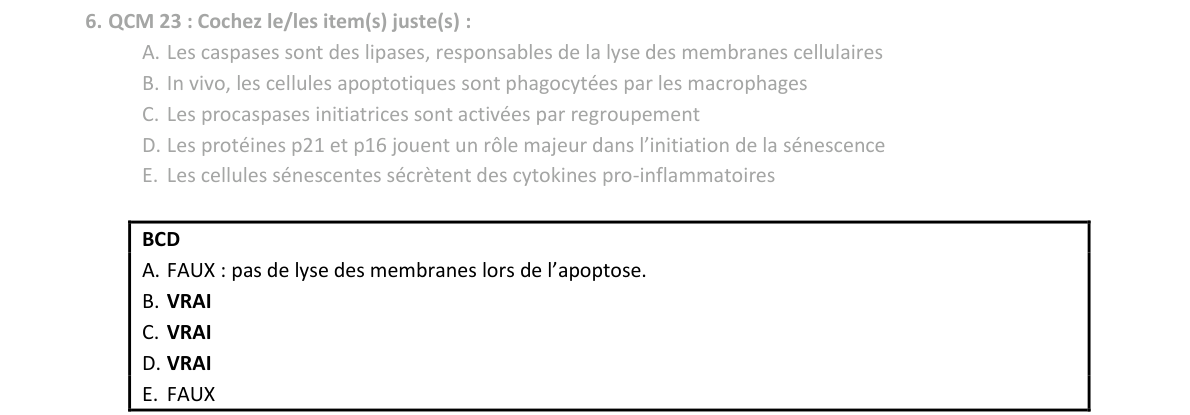 6. QCM 23 : Cochez le/les item(s) juste(s) :
A. Les caspases sont des lipases, responsables de la lyse des membranes cellulaires
B. In vivo, les cellules apoptotiques sont phagocytées par les macrophages
C. Les procaspases initiatrices sont activées par regroupement
D. Les protéines p21 et p16 jouent un rôle majeur dans l’initiation de la sénescence
E. Les cellules sénescentes sécrètent des cytokines pro-inflammatoires
BCD
A. FAUX : pas de lyse des membranes lors de l’apoptose.
B. VRAI
C. VRAI
D. VRAI
E. FAUX